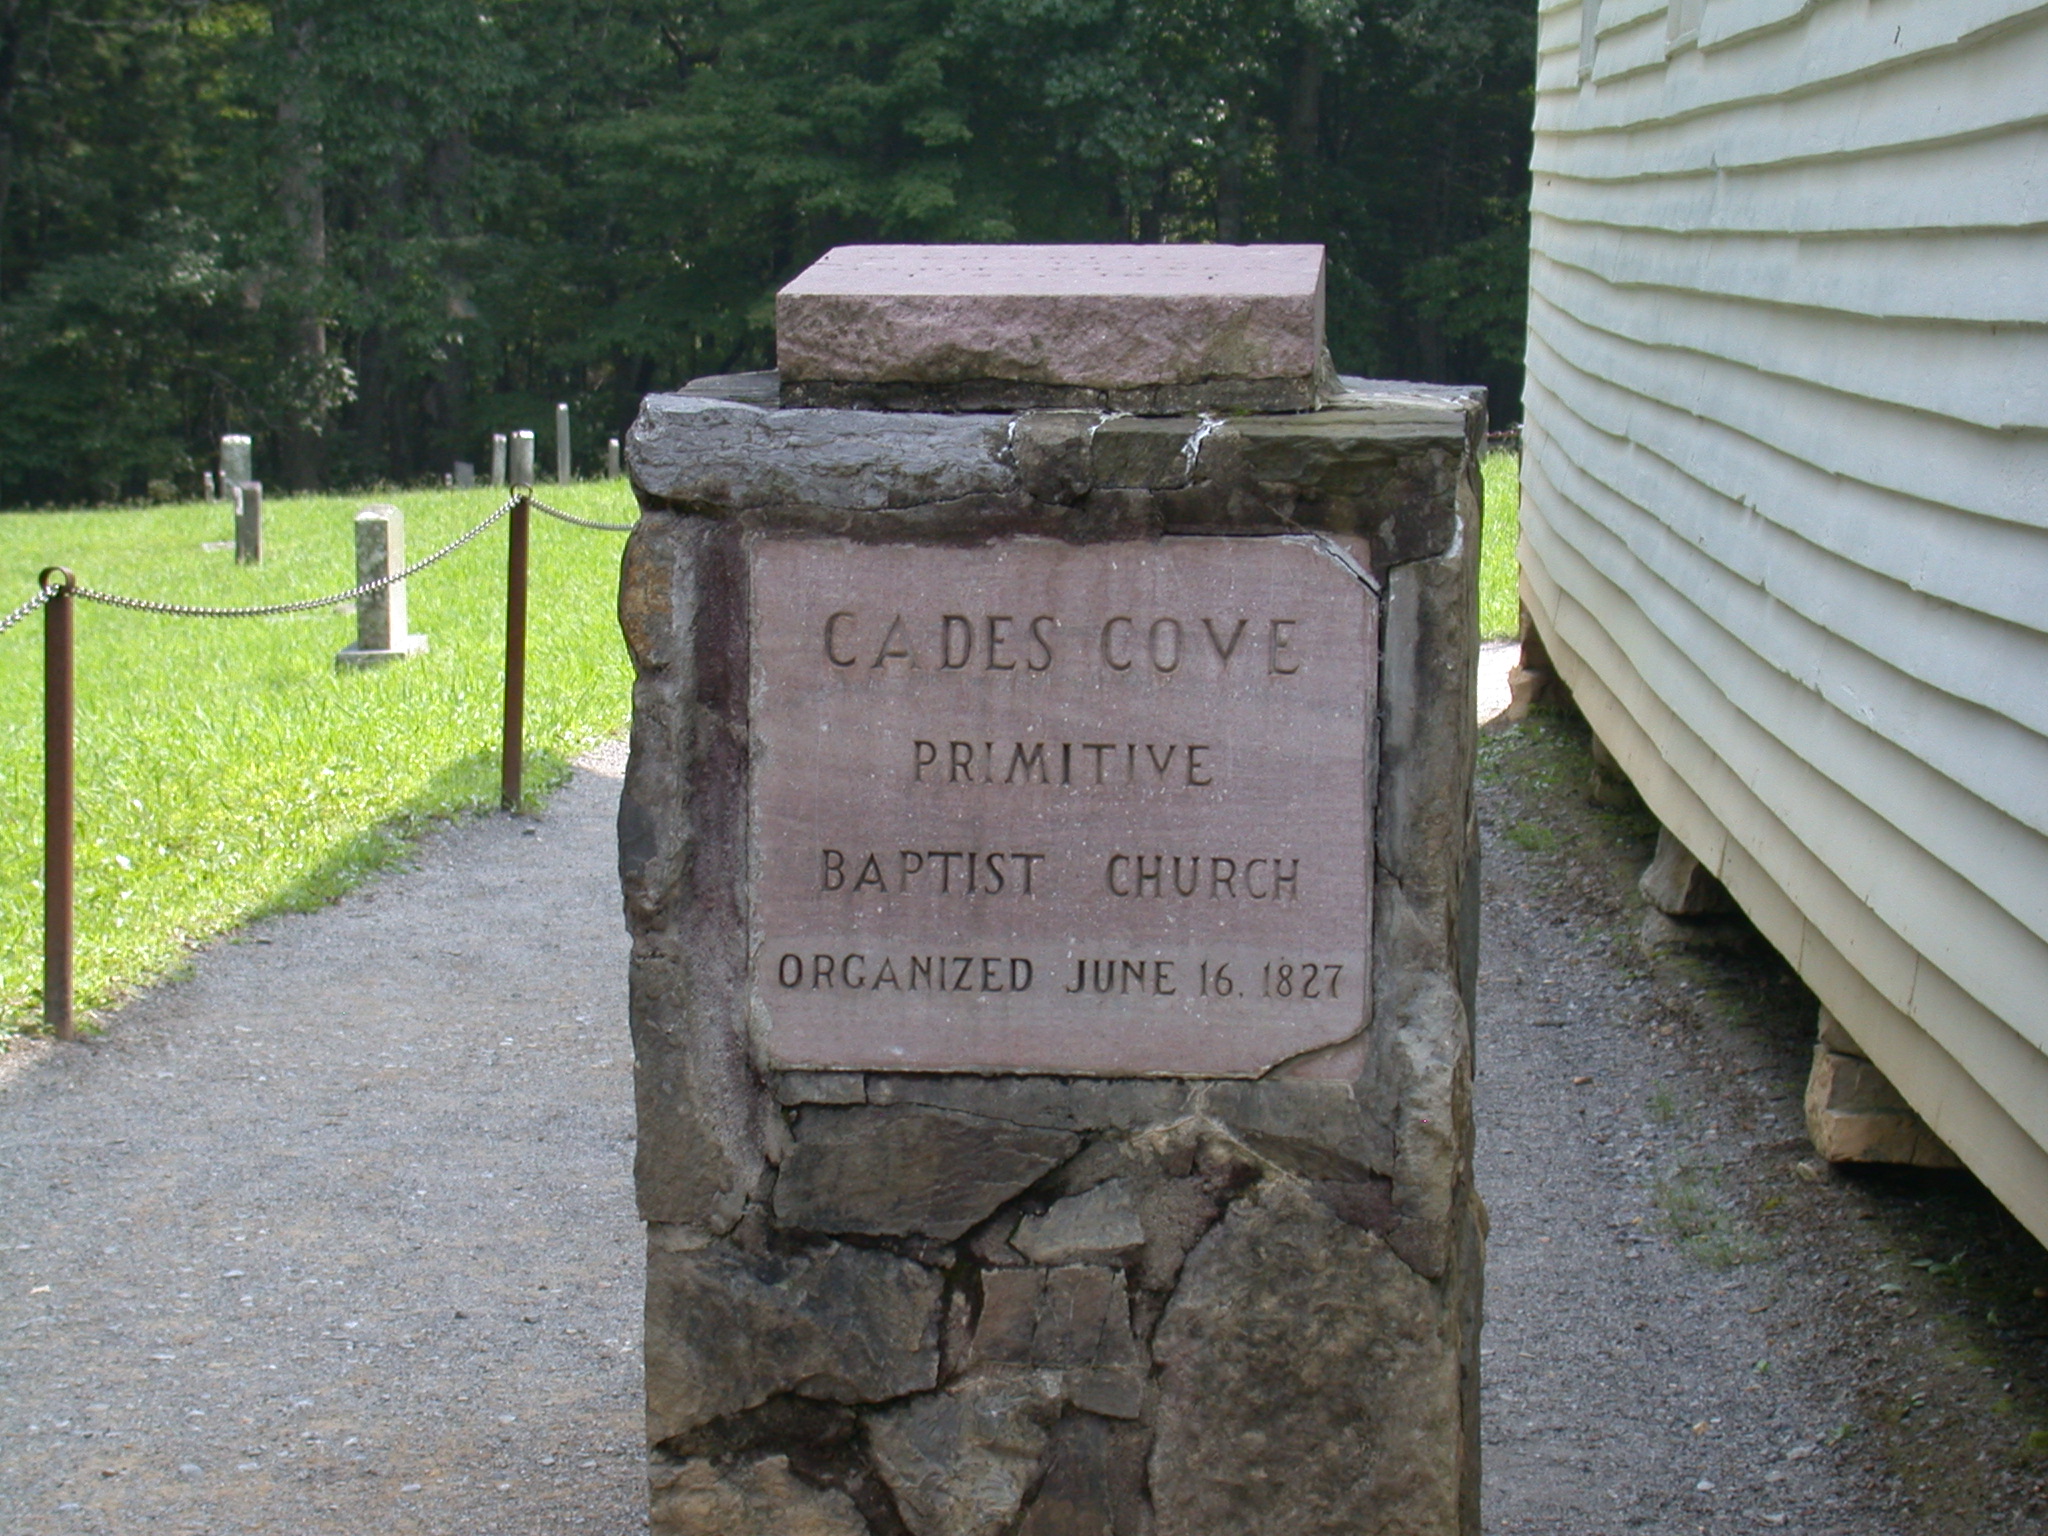 CADES COVE
PRIMITIVE
BAPTIST CHURCH
ORGANIZED JUNE 16, 1827